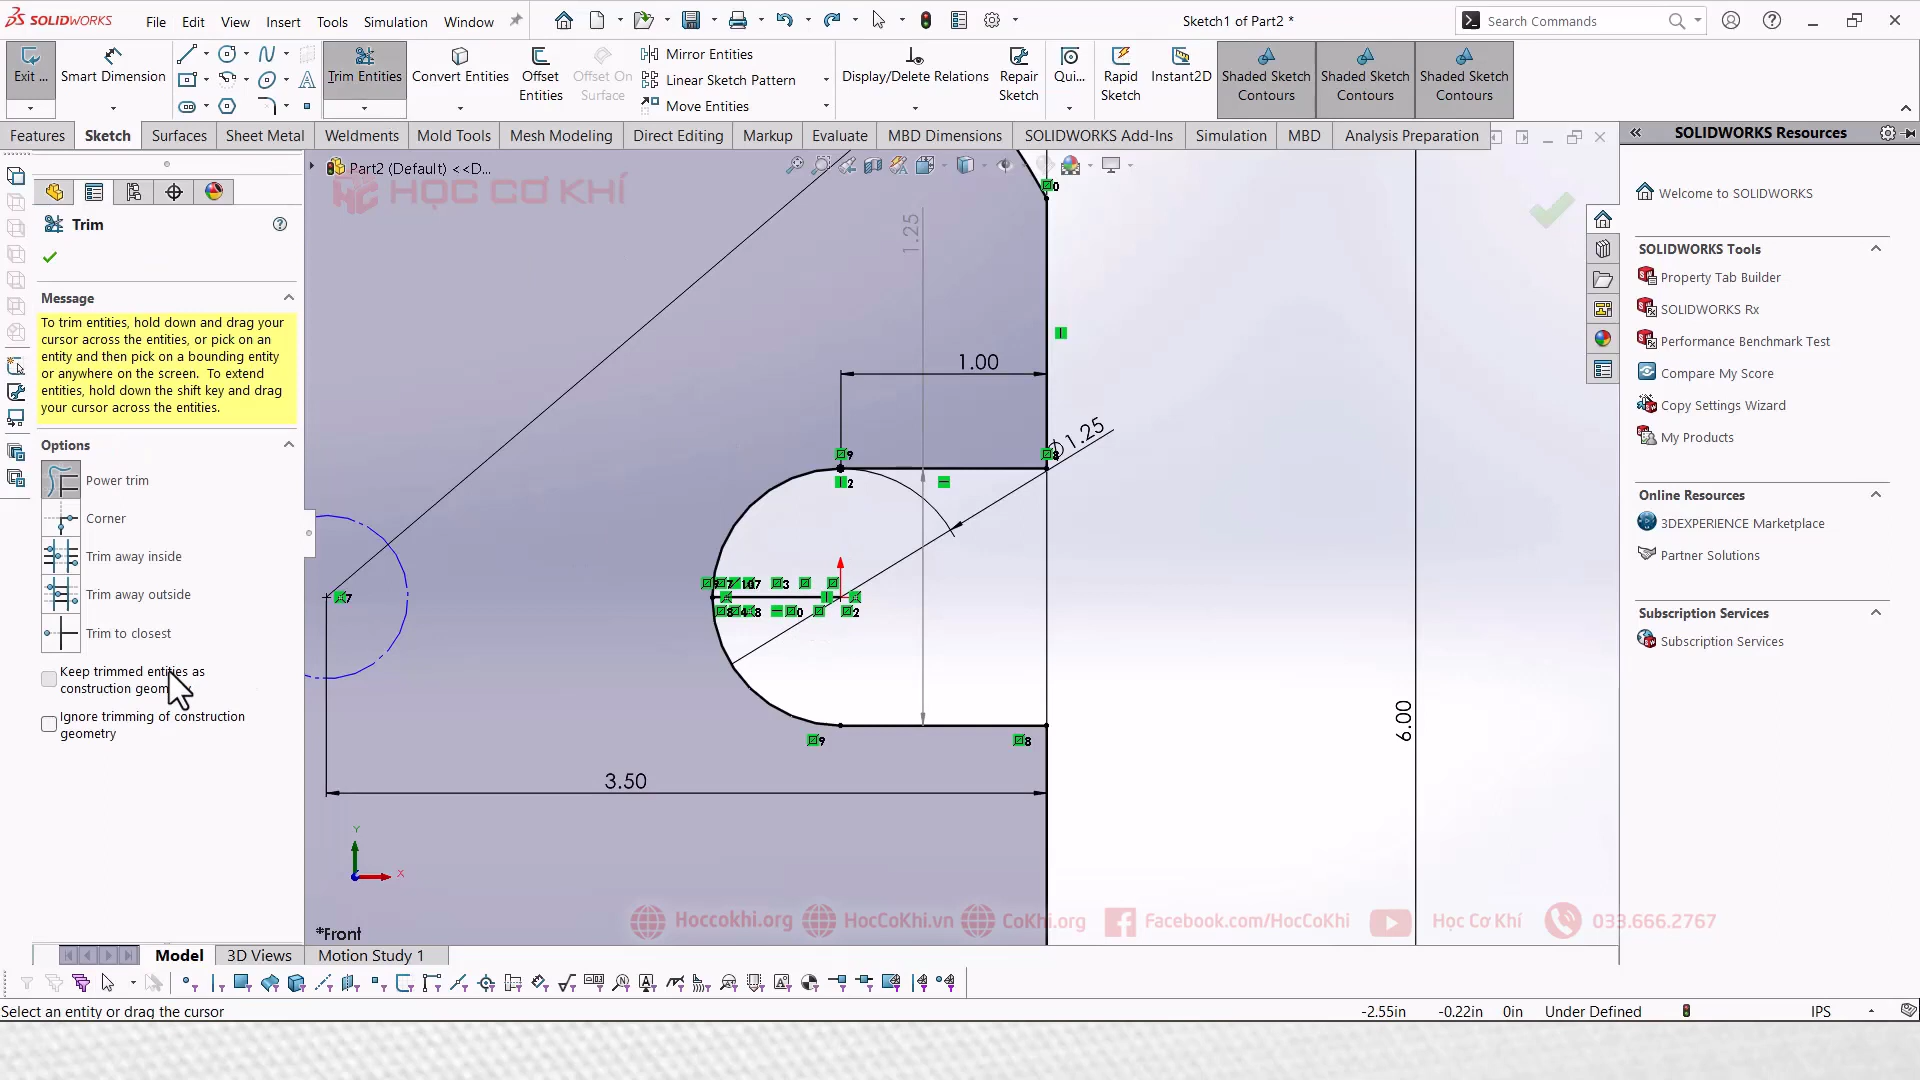 SOLIDWORKS File Edit View Insert Tools Simulation Window Sketch1 of Part2 * Search Commands
Exit ... Smart Dimension Trim Entities Convert Entities Offset Entities Offset On Surface Mirror Entities Linear Sketch Pattern Move Entities Display/Delete Relations Repair Sketch Qui... Rapid Sketch Instant2D Shaded Sketch Contours Shaded Sketch Contours Shaded Sketch Contours
Features Sketch Surfaces Sheet Metal Weldments Mold Tools Mesh Modeling Direct Editing Markup Evaluate MBD Dimensions SOLIDWORKS Add-Ins Simulation MBD Analysis Preparation SOLIDWORKS Resources
Part2 (Default) <<D...
HỌC CƠ KHÍ
Trim
Message
To trim entities, hold down and drag your
cursor across the entities, or pick on an
entity and then pick on a bounding entity
or anywhere on the screen. To extend
entities, hold down the shift key and drag
your cursor across the entities.
Options
Power trim
Corner
Trim away inside
Trim away outside
Trim to closest
Keep trimmed entities as
Ignore trimming of construction
geometry
1.25
1.00
Ø1.25
3.50
6.00
Y
X
*Front
Hoccokhi.org HocCoKhi.vn CoKhi.org Facebook.com/HocCoKhi Học Cơ Khí 033.666.2767
Welcome to SOLIDWORKS
SOLIDWORKS Tools
Property Tab Builder
SOLIDWORKS Rx
Performance Benchmark Test
Compare My Score
Copy Settings Wizard
My Products
Online Resources
3DEXPERIENCE Marketplace
Partner Solutions
Subscription Services
Subscription Services
Model 3D Views Motion Study 1
Select an entity or drag the cursor -2.55in -0.22in 0in Under Defined IPS